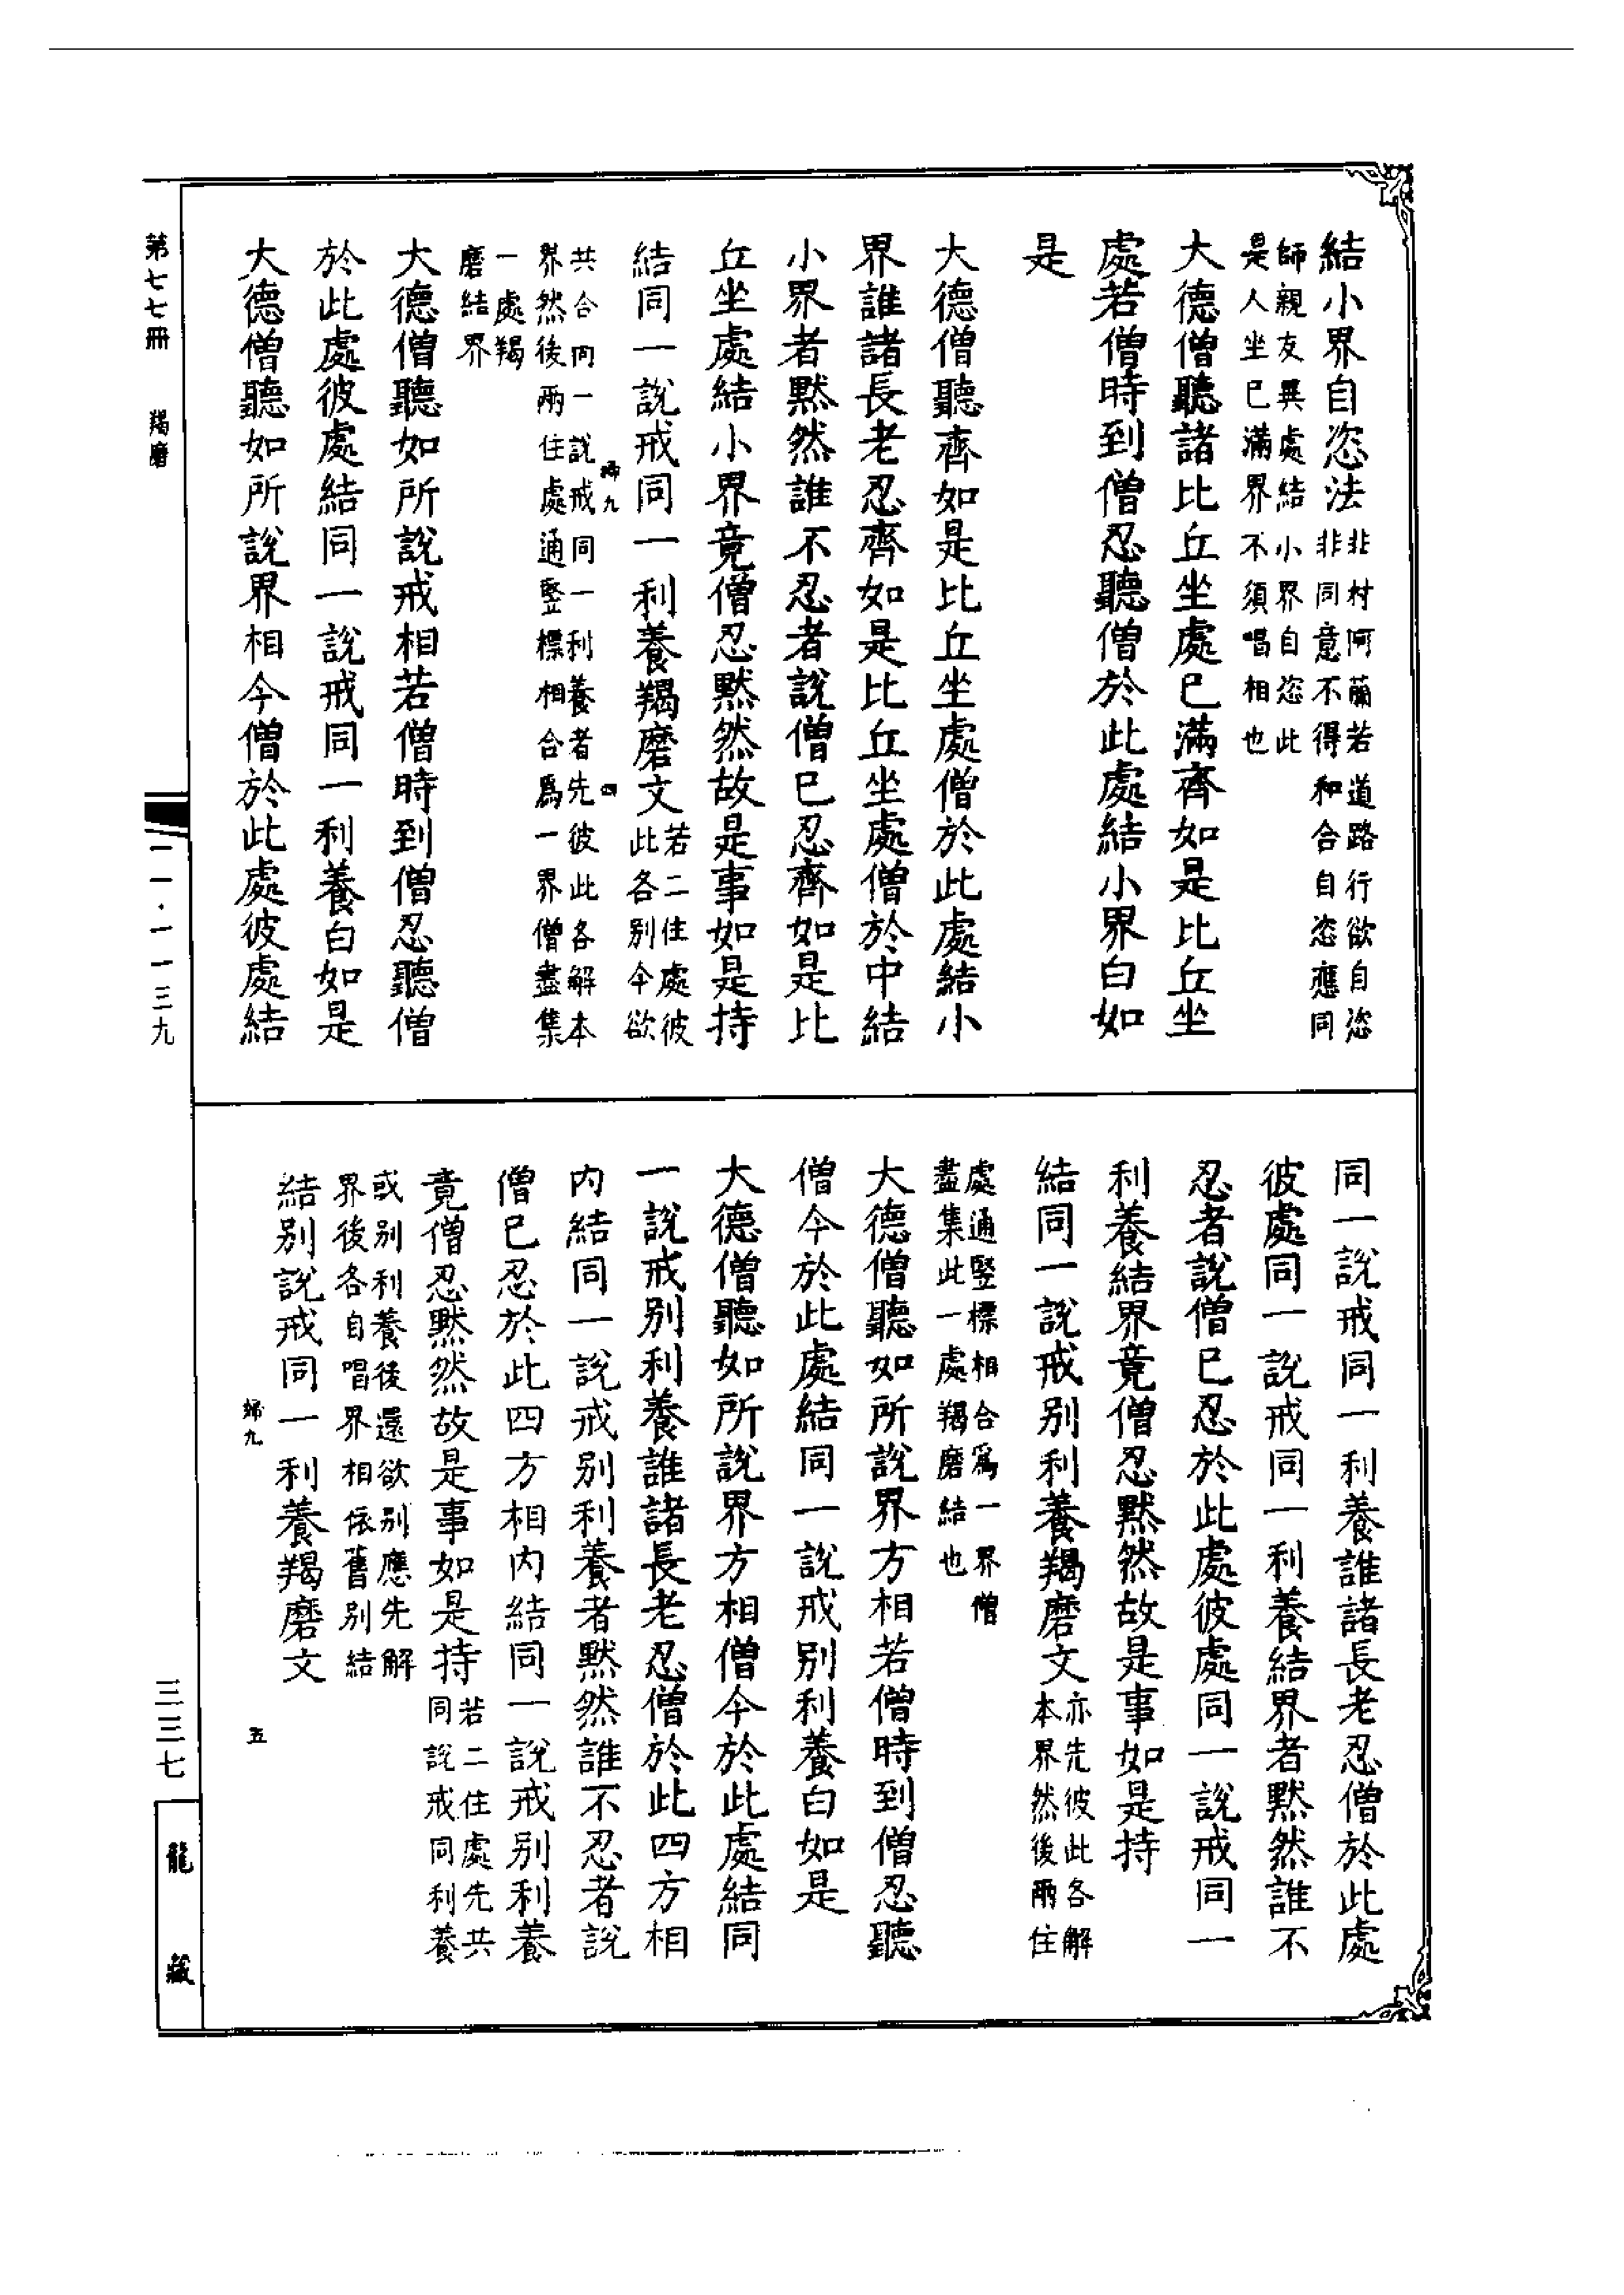 結小界自恣法非村阿蘭若道路行欲自恣
非同意不得和合自恣應同
師親友異處結小界自恣此
是人坐已滿界不須唱相也
大德僧聽諸比丘坐處已滿齊如是比丘坐
處若僧時到僧忍聽僧於此處結小界白如
是
大德僧聽齊如是比丘坐處僧於此處結小
界誰諸長老忍齊如是比丘坐處僧於中結
小界者默然誰不忍者說僧已忍齊如是比
丘坐處結小界竟僧忍默然故是事如是持
結同一說戒同一利養羯磨文若二住處彼
此各別今欲
歸九
四
共合同一說戒同一利養者先彼此各解本
界然後兩住處通竪標相合為一界僧盡集
一處羯
磨結界
大德僧聽如所說戒相若僧時到僧忍聽僧
於此處彼處結同一說戒同一利養白如是
大德僧聽如所說界相今僧於此處彼處結
第七七冊
羯磨
一一·一一三九
同一說戒同一利養誰諸長老忍僧於此處
彼處同一說戒同一利養結界者默然誰不
忍者說僧已忍於此處彼處同一說戒同一
利養結界竟僧忍默然故是事如是持
結同一說戒別利養羯磨文亦先彼此各解
本界然後兩住
處通竪標相合為一界僧
盡集此一處羯磨結也
大德僧聽如所說界方相若僧時到僧忍聽
僧今於此處結同一說戒別利養白如是
大德僧聽如所說界方相僧今於此處結同
一說戒別利養誰諸長老忍僧於此四方相
內結同一說戒別利養者默然誰不忍者說
僧已忍於此四方相內結同一說戒別利養
竟僧忍默然故是事如是持若二住處先共
同說戒同利養
或別利養後還欲別應先解
界後各自唱界相依舊別結
結別說戒同一利養羯磨文
歸九
五
三三七
龍藏